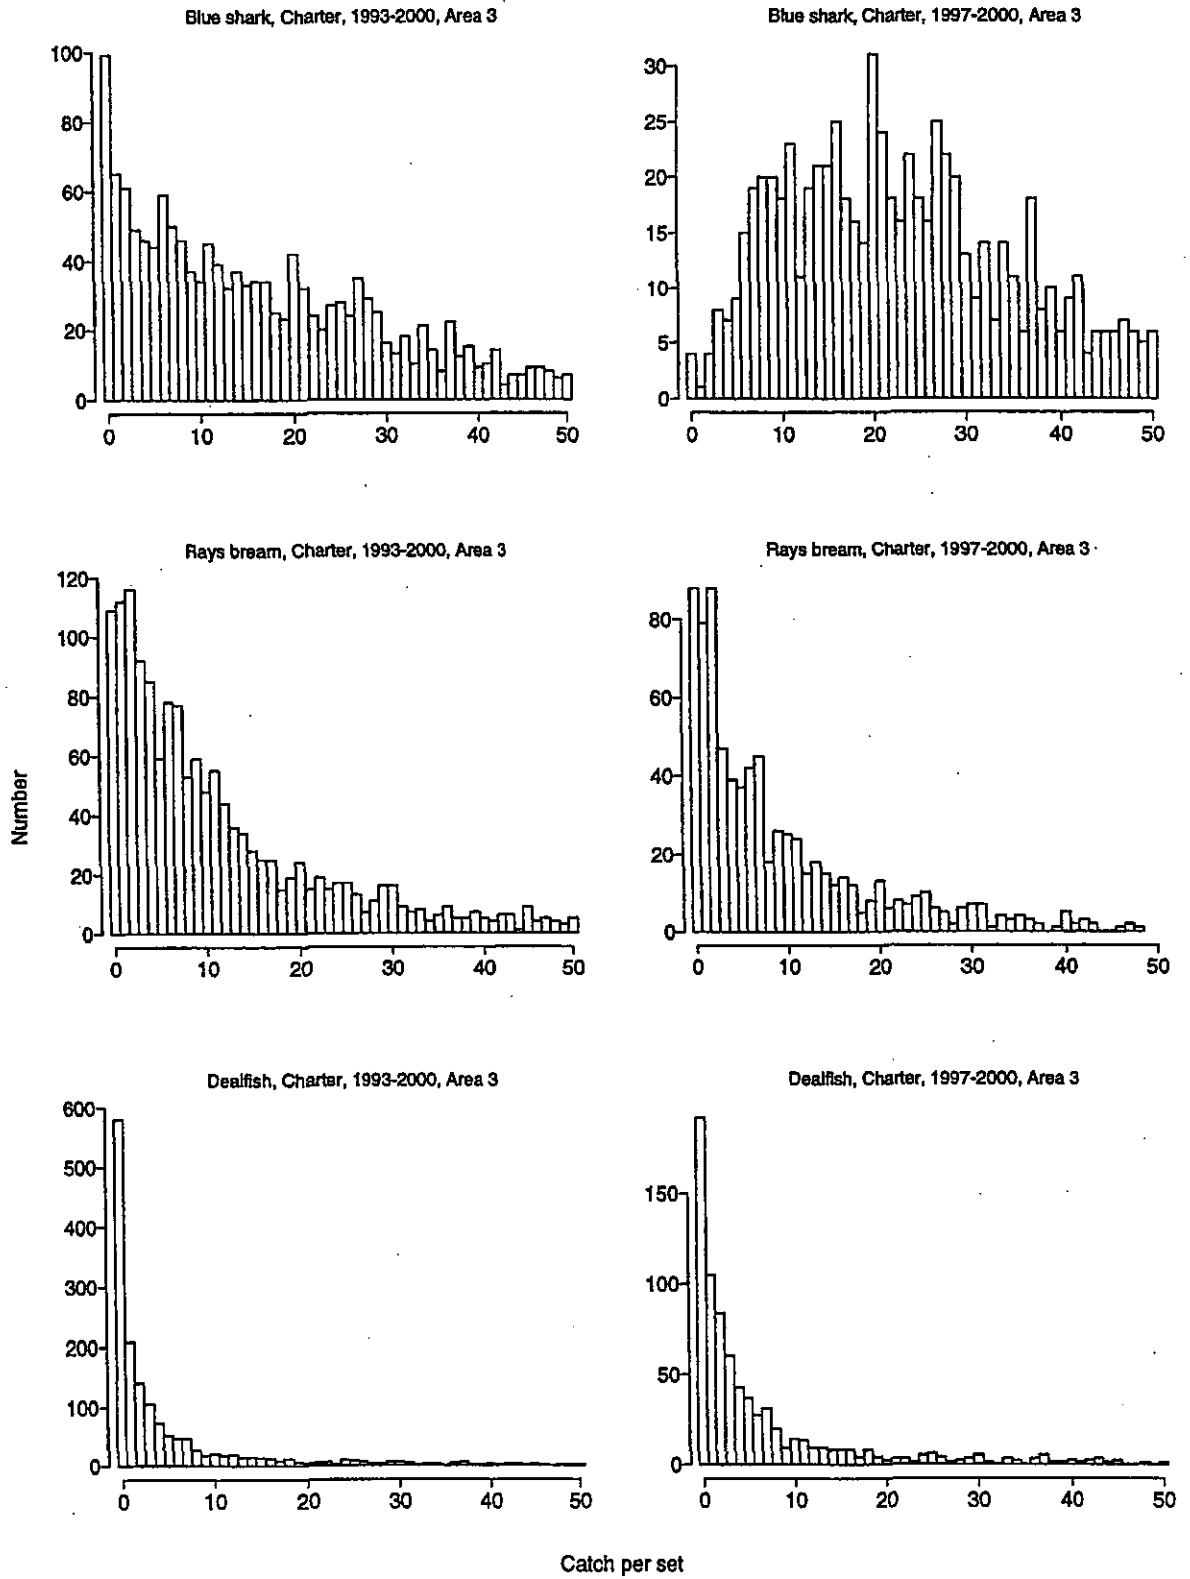 Blue shark, Charter, 1993-2000, Area 3
Blue shark, Charter, 1997-2000, Area 3
100
80
60
40
20
0
0 10 20 30 40 50
30
25
20
15
10
5
0
0 10 20 30 40 50
Rays bream, Charter, 1993-2000, Area 3
Rays bream, Charter, 1997-2000, Area 3
120
100
80
60
40
20
0
0 10 20 30 40 50
80
60
40
20
0
0 10 20 30 40 50
Number
Dealfish, Charter, 1993-2000, Area 3
Dealfish, Charter, 1997-2000, Area 3
600
500
400
300
200
100
0
0 10 20 30 40 50
150
100
50
0
0 10 20 30 40 50
Catch per set